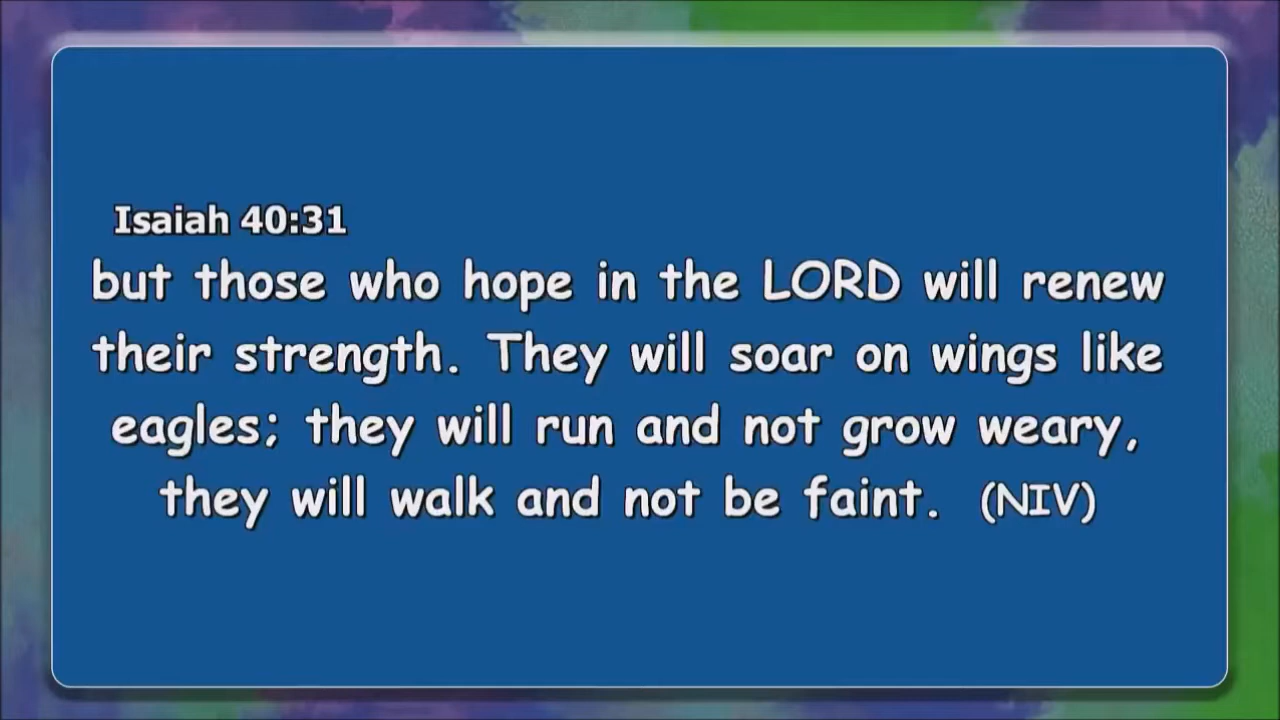 Isaiah 40:31
but those who hope in the LORD will renew
their strength. They will soar on wings like
eagles; they will run and not grow weary,
they will walk and not be faint. (NIV)